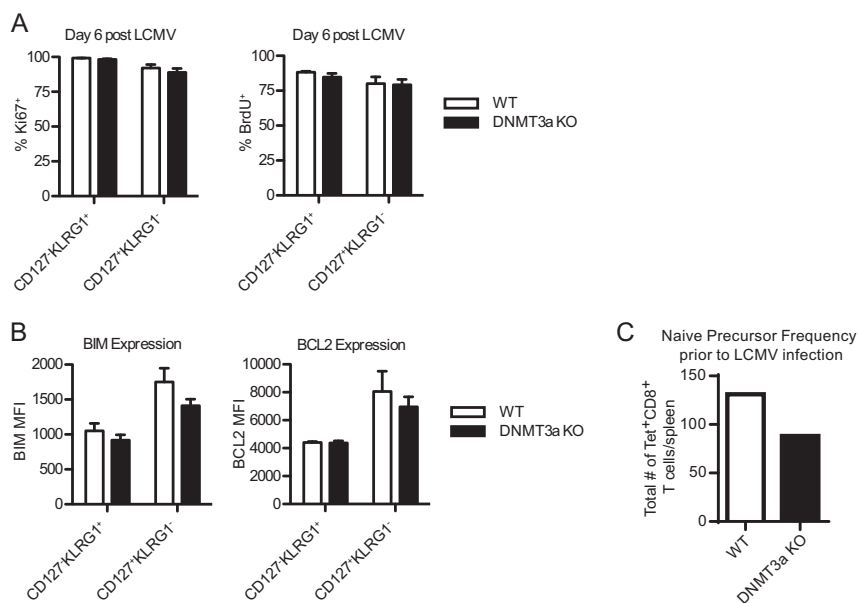 A
Day 6 post LCMV
% Ki67⁺
100
75
50
25
0
CD127⁻KLRG1⁺
CD127⁺KLRG1⁻
Day 6 post LCMV
% BrdU⁺
100
75
50
25
0
CD127⁻KLRG1⁺
CD127⁺KLRG1⁻
WT
DNMT3a KO
B
BIM Expression
BIM MFI
2000
1500
1000
500
0
CD127⁻KLRG1⁺
CD127⁺KLRG1⁻
BCL2 Expression
BCL2 MFI
10000
8000
6000
4000
2000
0
CD127⁻KLRG1⁺
CD127⁺KLRG1⁻
WT
DNMT3a KO
C
Naive Precursor Frequency
prior to LCMV infection
Total # of Tet⁺CD8⁺
T cells/spleen
150
100
50
0
WT
DNMT3a KO